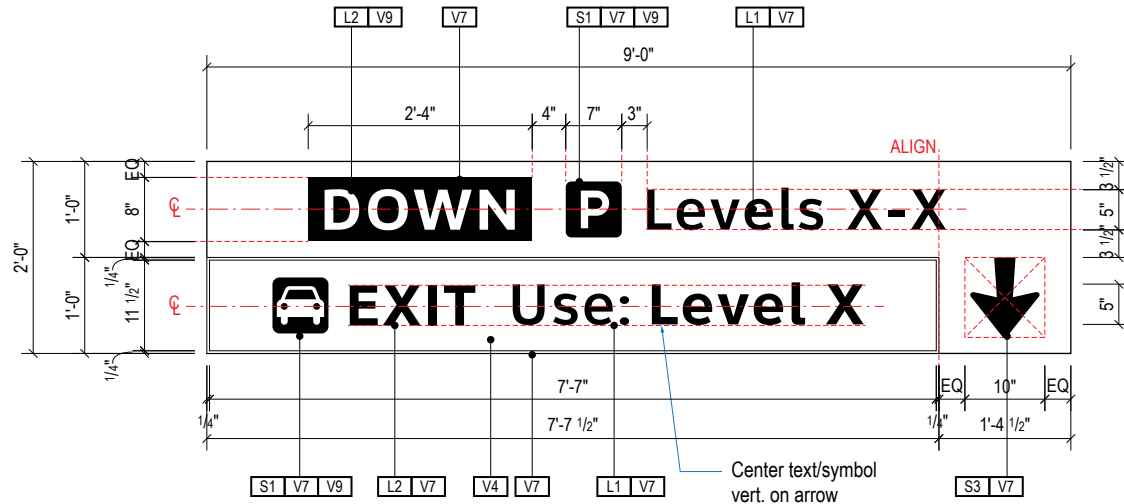 L2 V9 V7 S1 V7 V9 L1 V7
9'-0"
2'-4" 4" 7" 3"
ALIGN
2'-0" 1'-0" EQ 8" EQ ℄ DOWN P Levels X-X 3 1/2" 5" 3 1/2"
1'-0" 1/4" 11 1/2" 1/4" ℄ EXIT Use: Level X 5"
7'-7" EQ 10" EQ
1/4" 7'-7 1/2" 1/4" 1'-4 1/2"
S1 V7 V9 L2 V7 V4 V7 L1 V7 Center text/symbol S3 V7
vert. on arrow